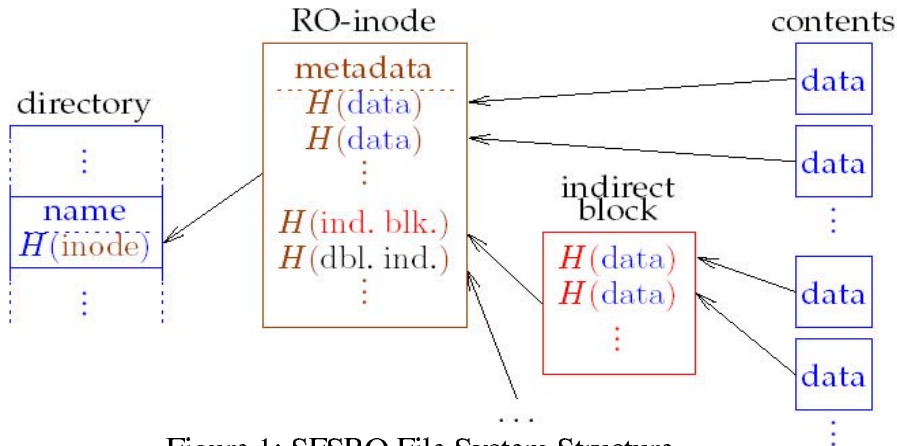 directory
⋮
name
H(inode)
⋮
RO-inode
metadata
H(data)
H(data)
⋮
H(ind. blk.)
H(dbl. ind.)
⋮
indirect
block
H(data)
H(data)
⋮
...
contents
data
data
⋮
data
data
⋮
Figure 1: SFSRO File System Structure